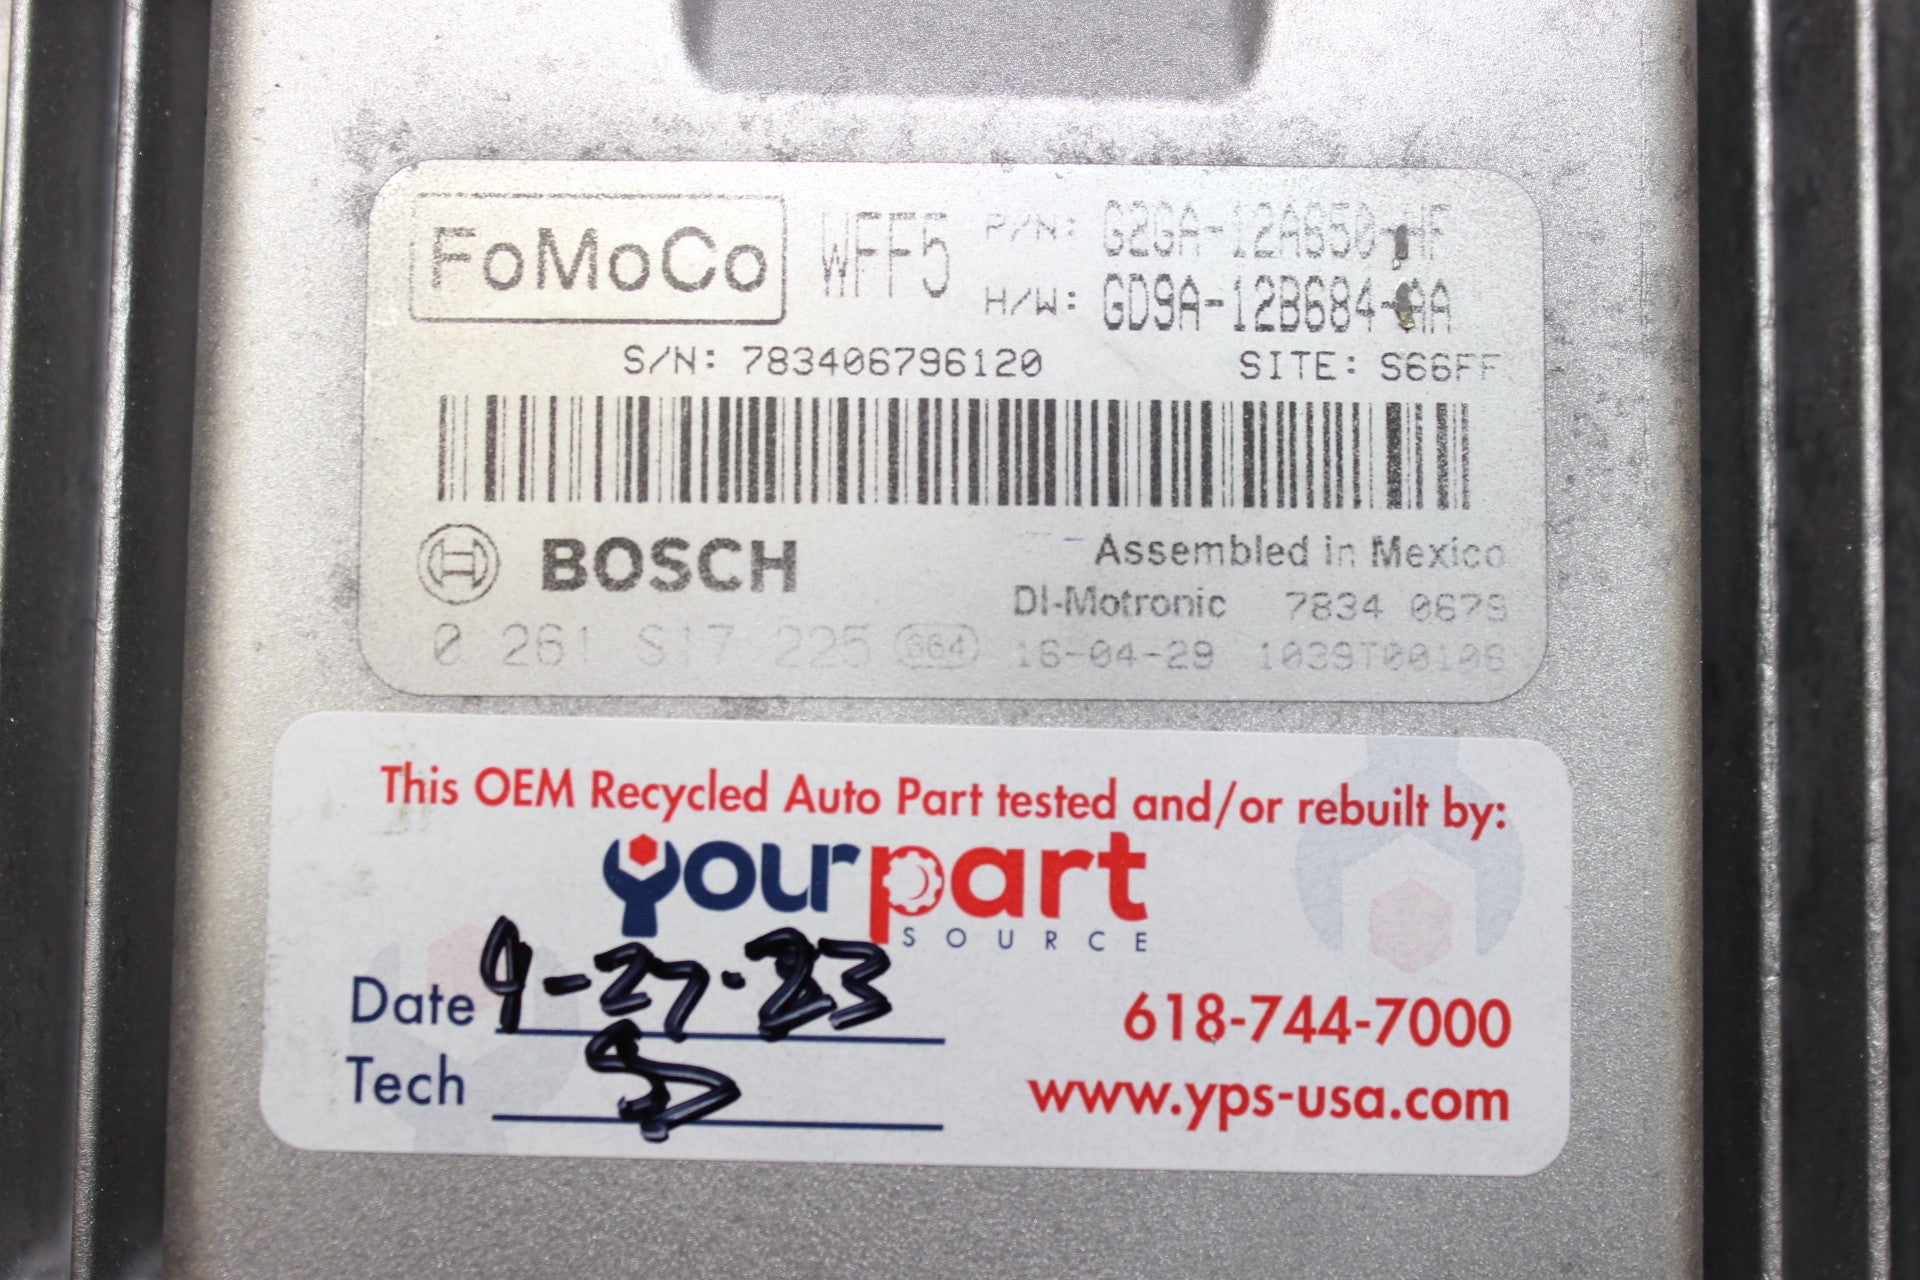 FoMoCo WFF5 P/N: G2GA-12A650-HF
H/W: GD9A-12B684-AA
S/N: 783406796120 SITE: S66FF
BOSCH Assembled in Mexico
DI-Motronic 7834 0679
0 261 S17 225 364 16-04-29 1039T00106
This OEM Recycled Auto Part tested and/or rebuilt by:
yourpart
SOURCE
Date 9-27-23
618-744-7000
Tech
www.yps-usa.com